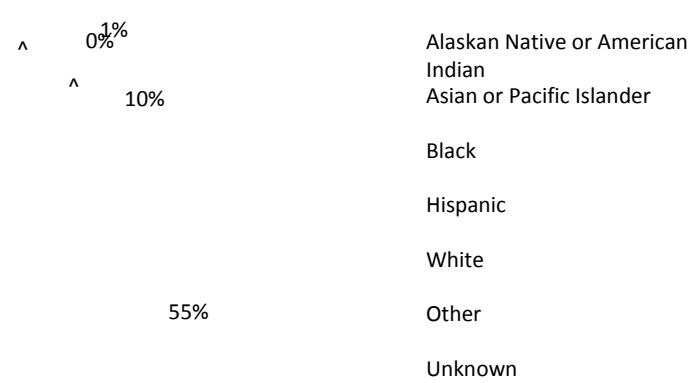 1%
0%
^
^
10%
55%
Alaskan Native or American
Indian
Asian or Pacific Islander
Black
Hispanic
White
Other
Unknown